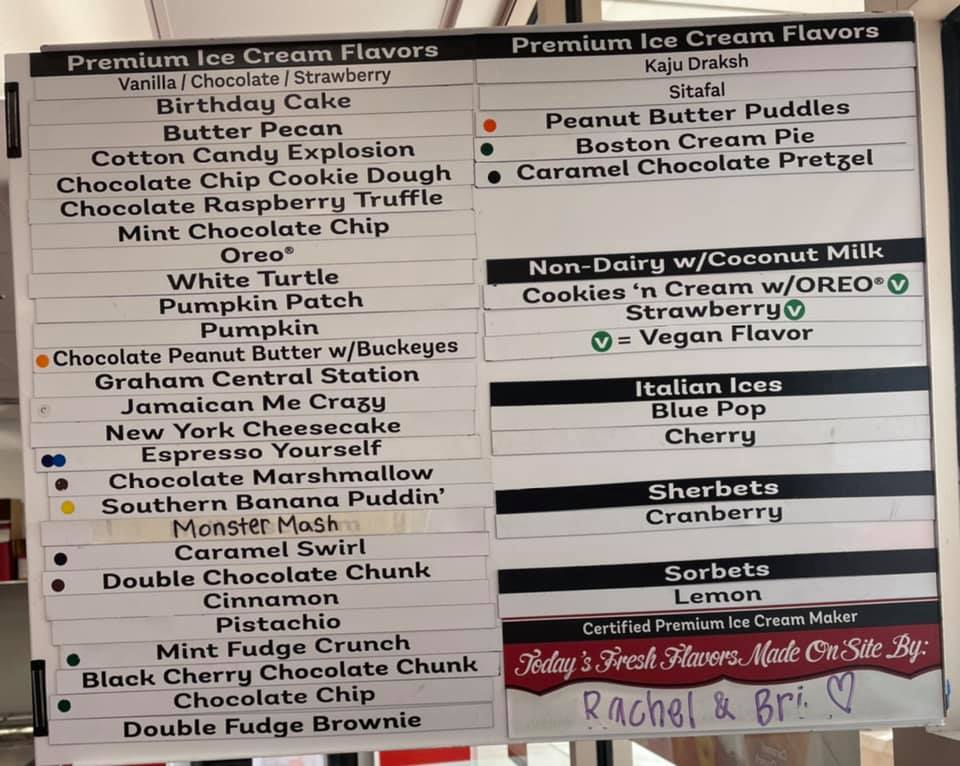 Premium Ice Cream Flavors
Vanilla / Chocolate / Strawberry
Birthday Cake
Butter Pecan
Cotton Candy Explosion
Chocolate Chip Cookie Dough
Chocolate Raspberry Truffle
Mint Chocolate Chip
Oreo®
White Turtle
Pumpkin Patch
Pumpkin
Chocolate Peanut Butter w/Buckeyes
Graham Central Station
Jamaican Me Crazy
New York Cheesecake
Espresso Yourself
Chocolate Marshmallow
Southern Banana Puddin'
Monster Mash
Caramel Swirl
Double Chocolate Chunk
Cinnamon
Pistachio
Mint Fudge Crunch
Black Cherry Chocolate Chunk
Chocolate Chip
Double Fudge Brownie
Premium Ice Cream Flavors
Kaju Draksh
Sitafal
Peanut Butter Puddles
Boston Cream Pie
Caramel Chocolate Pretzel
Non-Dairy w/Coconut Milk
Cookies 'n Cream w/OREO® V
Strawberry V
V = Vegan Flavor
Italian Ices
Blue Pop
Cherry
Sherbets
Cranberry
Sorbets
Lemon
Certified Premium Ice Cream Maker
Today's Fresh Flavors Made On Site By:
Rachel & Bri ♡